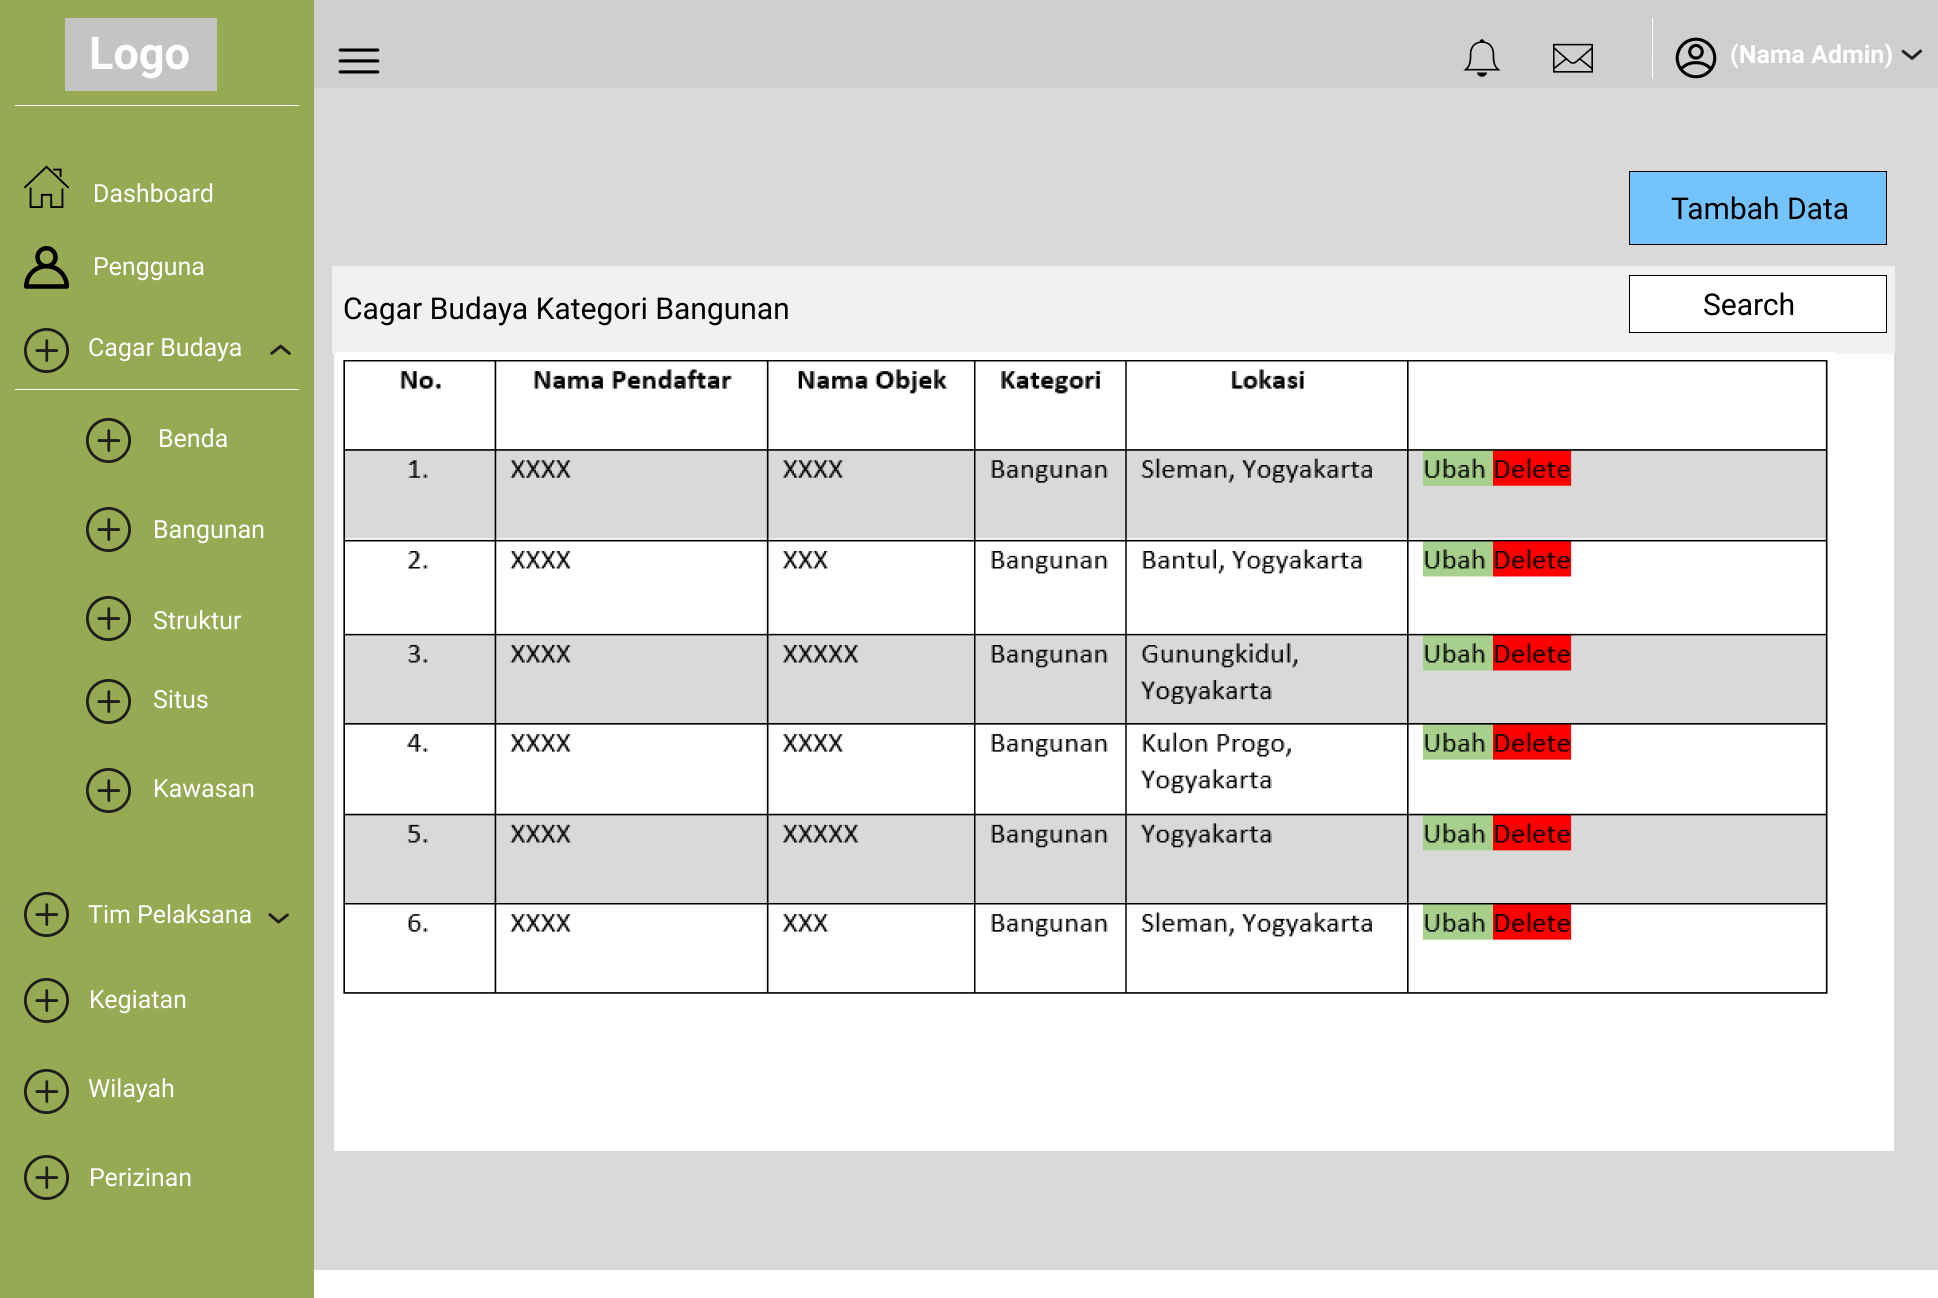 Logo
(Nama Admin)
Dashboard
Pengguna
Cagar Budaya
Benda
Bangunan
Struktur
Situs
Kawasan
Tim Pelaksana
Kegiatan
Wilayah
Perizinan
Tambah Data
Cagar Budaya Kategori Bangunan
Search
No. Nama Pendaftar Nama Objek Kategori Lokasi
1. XXXX XXXX Bangunan Sleman, Yogyakarta Ubah Delete
2. XXXX XXX Bangunan Bantul, Yogyakarta Ubah Delete
3. XXXX XXXXX Bangunan Gunungkidul, Ubah Delete
Yogyakarta
4. XXXX XXXX Bangunan Kulon Progo, Ubah Delete
Yogyakarta
5. XXXX XXXXX Bangunan Yogyakarta Ubah Delete
6. XXXX XXX Bangunan Sleman, Yogyakarta Ubah Delete